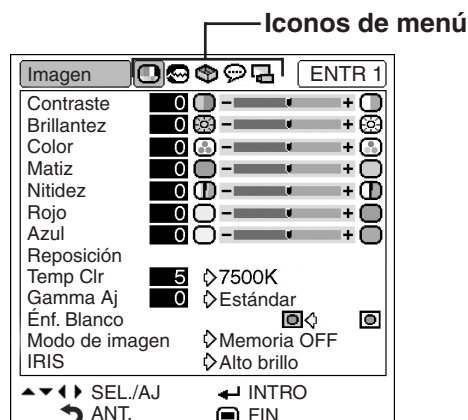 Iconos de menú
Imagen ENTR 1
Contraste 0 - +
Brillantez 0 - +
Color 0 - +
Matiz 0 - +
Nitidez 0 - +
Rojo 0 - +
Azul 0 - +
Reposición
Temp Clr 5 7500K
Gamma Aj 0 Estándar
Énf. Blanco
Modo de imagen Memoria OFF
IRIS Alto brillo
SEL./AJ INTRO
ANT. FIN